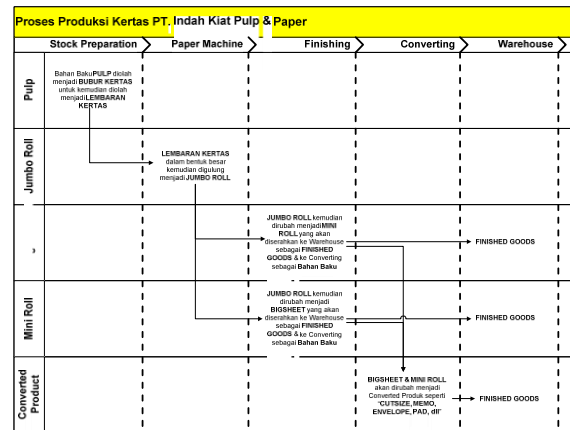 Proses Produksi Kertas PT. Indah Kiat Pulp & Paper
Stock Preparation
Paper Machine
Finishing
Converting
Warehouse
Pulp
Bahan Baku PULP diolah
menjadi BUBUR KERTAS
untuk kemudian diolah
menjadi LEMBARAN
KERTAS
Jumbo Roll
LEMBARAN KERTAS
dalam bentuk besar
kemudian digulung
menjadi JUMBO ROLL
JUMBO ROLL kemudian
dirubah menjadi MINI
ROLL yang akan
diserahkan ke Warehouse
sebagai FINISHED
GOODS & ke Converting
sebagai Bahan Baku
FINISHED GOODS
Mini Roll
JUMBO ROLL kemudian
dirubah menjadi
BIGSHEET yang akan
diserahkan ke Warehouse
sebagai FINISHED
GOODS & ke Converting
sebagai Bahan Baku
FINISHED GOODS
Converted
Product
BIGSHEET & MINI ROLL
akan dirubah menjadi
Converted Produk seperti
"CUTSIZE, MEMO,
ENVELOPE, PAD, dll"
FINISHED GOODS